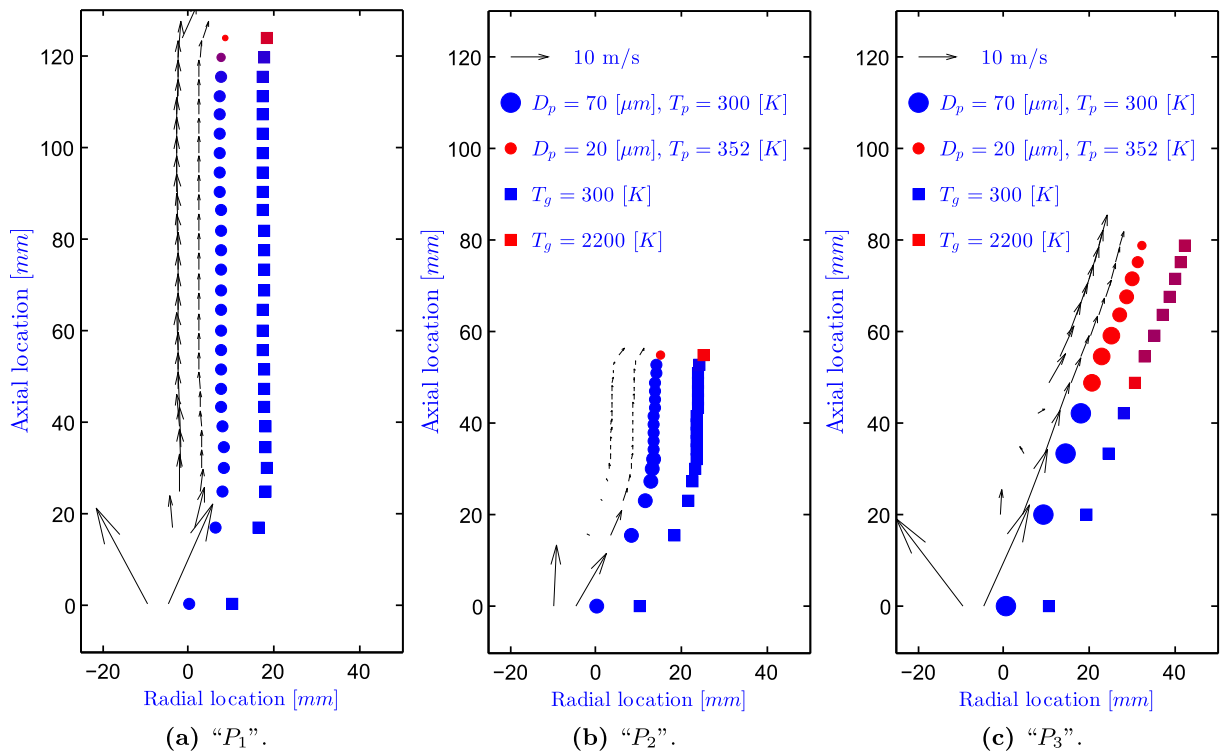 120
100
80
60
40
20
0
−20 0 20 40
Axial location [mm]
Radial location [mm]
(a) “P₁”.
120
100
80
60
40
20
0
−20 0 20 40
Axial location [mm]
Radial location [mm]
10 m/s
Dₚ = 70 [μm], Tₚ = 300 [K]
Dₚ = 20 [μm], Tₚ = 352 [K]
T_g = 300 [K]
T_g = 2200 [K]
(b) “P₂”.
120
100
80
60
40
20
0
−20 0 20 40
Axial location [mm]
Radial location [mm]
10 m/s
Dₚ = 70 [μm], Tₚ = 300 [K]
Dₚ = 20 [μm], Tₚ = 352 [K]
T_g = 300 [K]
T_g = 2200 [K]
(c) “P₃”.